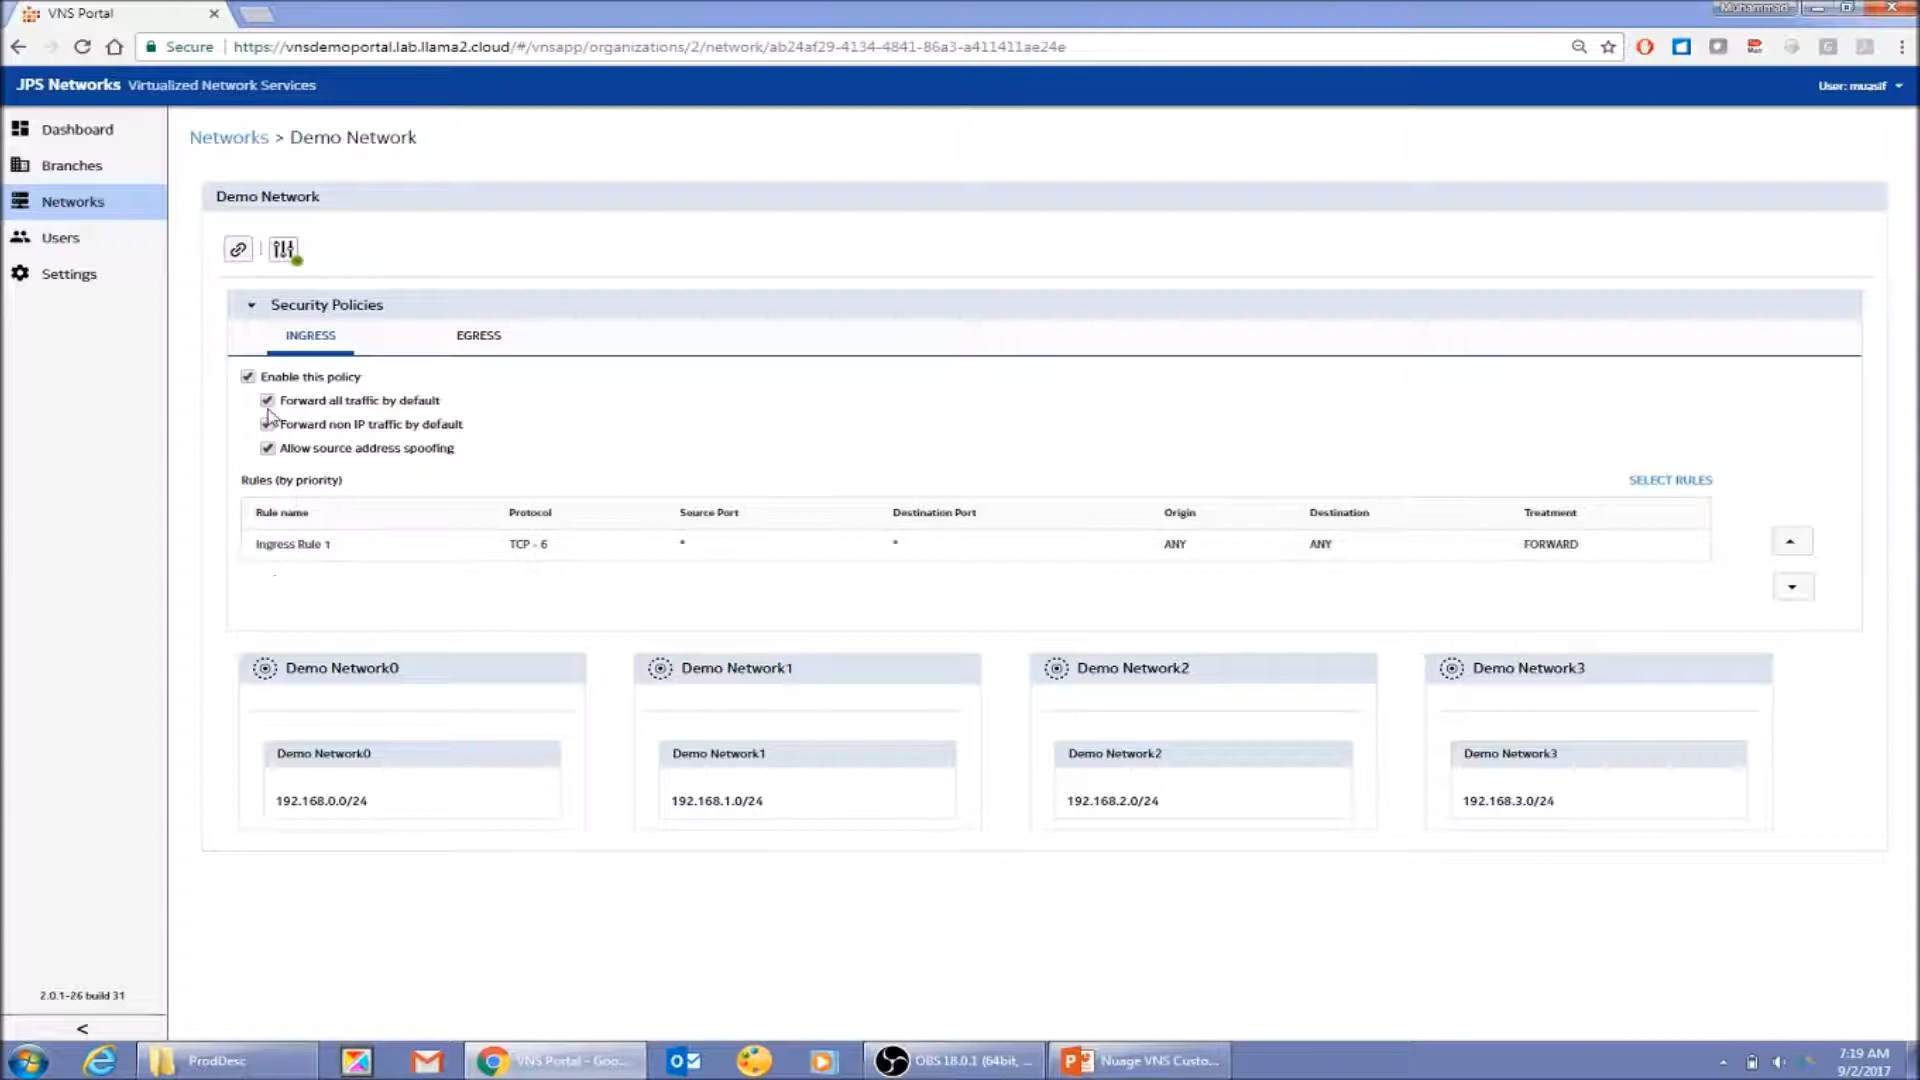 VNS Portal
Muhammad
Secure
https://vnsdemoportal.lab.llama2.cloud/#/vnsapp/organizations/2/network/ab24af29-4134-4841-86a3-a411411ae24e
JPS Networks Virtualized Network Services
User: muasif
Dashboard
Branches
Networks
Users
Settings
Networks > Demo Network
Demo Network
Security Policies
INGRESS EGRESS
Enable this policy
Forward all traffic by default
Forward non IP traffic by default
Allow source address spoofing
Rules (by priority) SELECT RULES
Rule name Protocol Source Port Destination Port Origin Destination Treatment
Ingress Rule 1 TCP - 6 * * ANY ANY FORWARD
Demo Network0 Demo Network1 Demo Network2 Demo Network3
Demo Network0 Demo Network1 Demo Network2 Demo Network3
192.168.0.0/24 192.168.1.0/24 192.168.2.0/24 192.168.3.0/24
2.0.1-26 build 31
<
ProdDesc
VNS Portal - Goo...
OBS 18.0.1 (64bit, ...
Nuage VNS Custo...
7:19 AM
9/2/2017